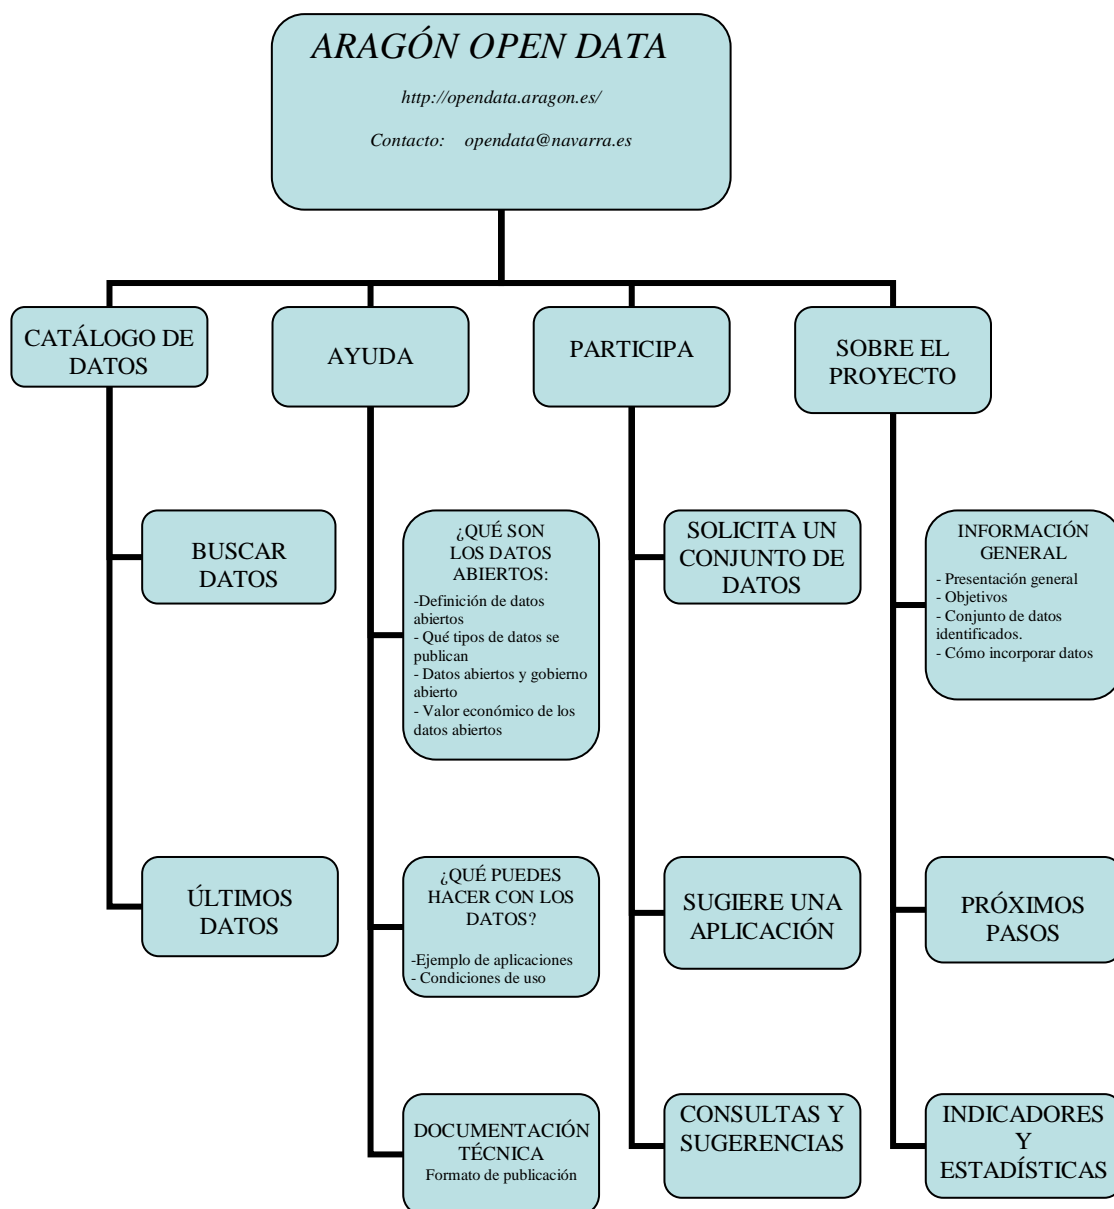 ARAGÓN OPEN DATA
http://opendata.aragon.es/
Contacto: opendata@navarra.es
CATÁLOGO DE
DATOS
AYUDA
PARTICIPA
SOBRE EL
PROYECTO
BUSCAR
DATOS
¿QUÉ SON
LOS DATOS
ABIERTOS:
-Definición de datos
abiertos
- Qué tipos de datos se
publican
- Datos abiertos y gobierno
abierto
- Valor económico de los
datos abiertos
SOLICITA UN
CONJUNTO DE
DATOS
INFORMACIÓN
GENERAL
- Presentación general
- Objetivos
- Conjunto de datos
identificados.
- Cómo incorporar datos
ÚLTIMOS
DATOS
¿QUÉ PUEDES
HACER CON LOS
DATOS?
-Ejemplo de aplicaciones
- Condiciones de uso
SUGIERE UNA
APLICACIÓN
PRÓXIMOS
PASOS
DOCUMENTACIÓN
TÉCNICA
Formato de publicación
CONSULTAS Y
SUGERENCIAS
INDICADORES
Y
ESTADÍSTICAS